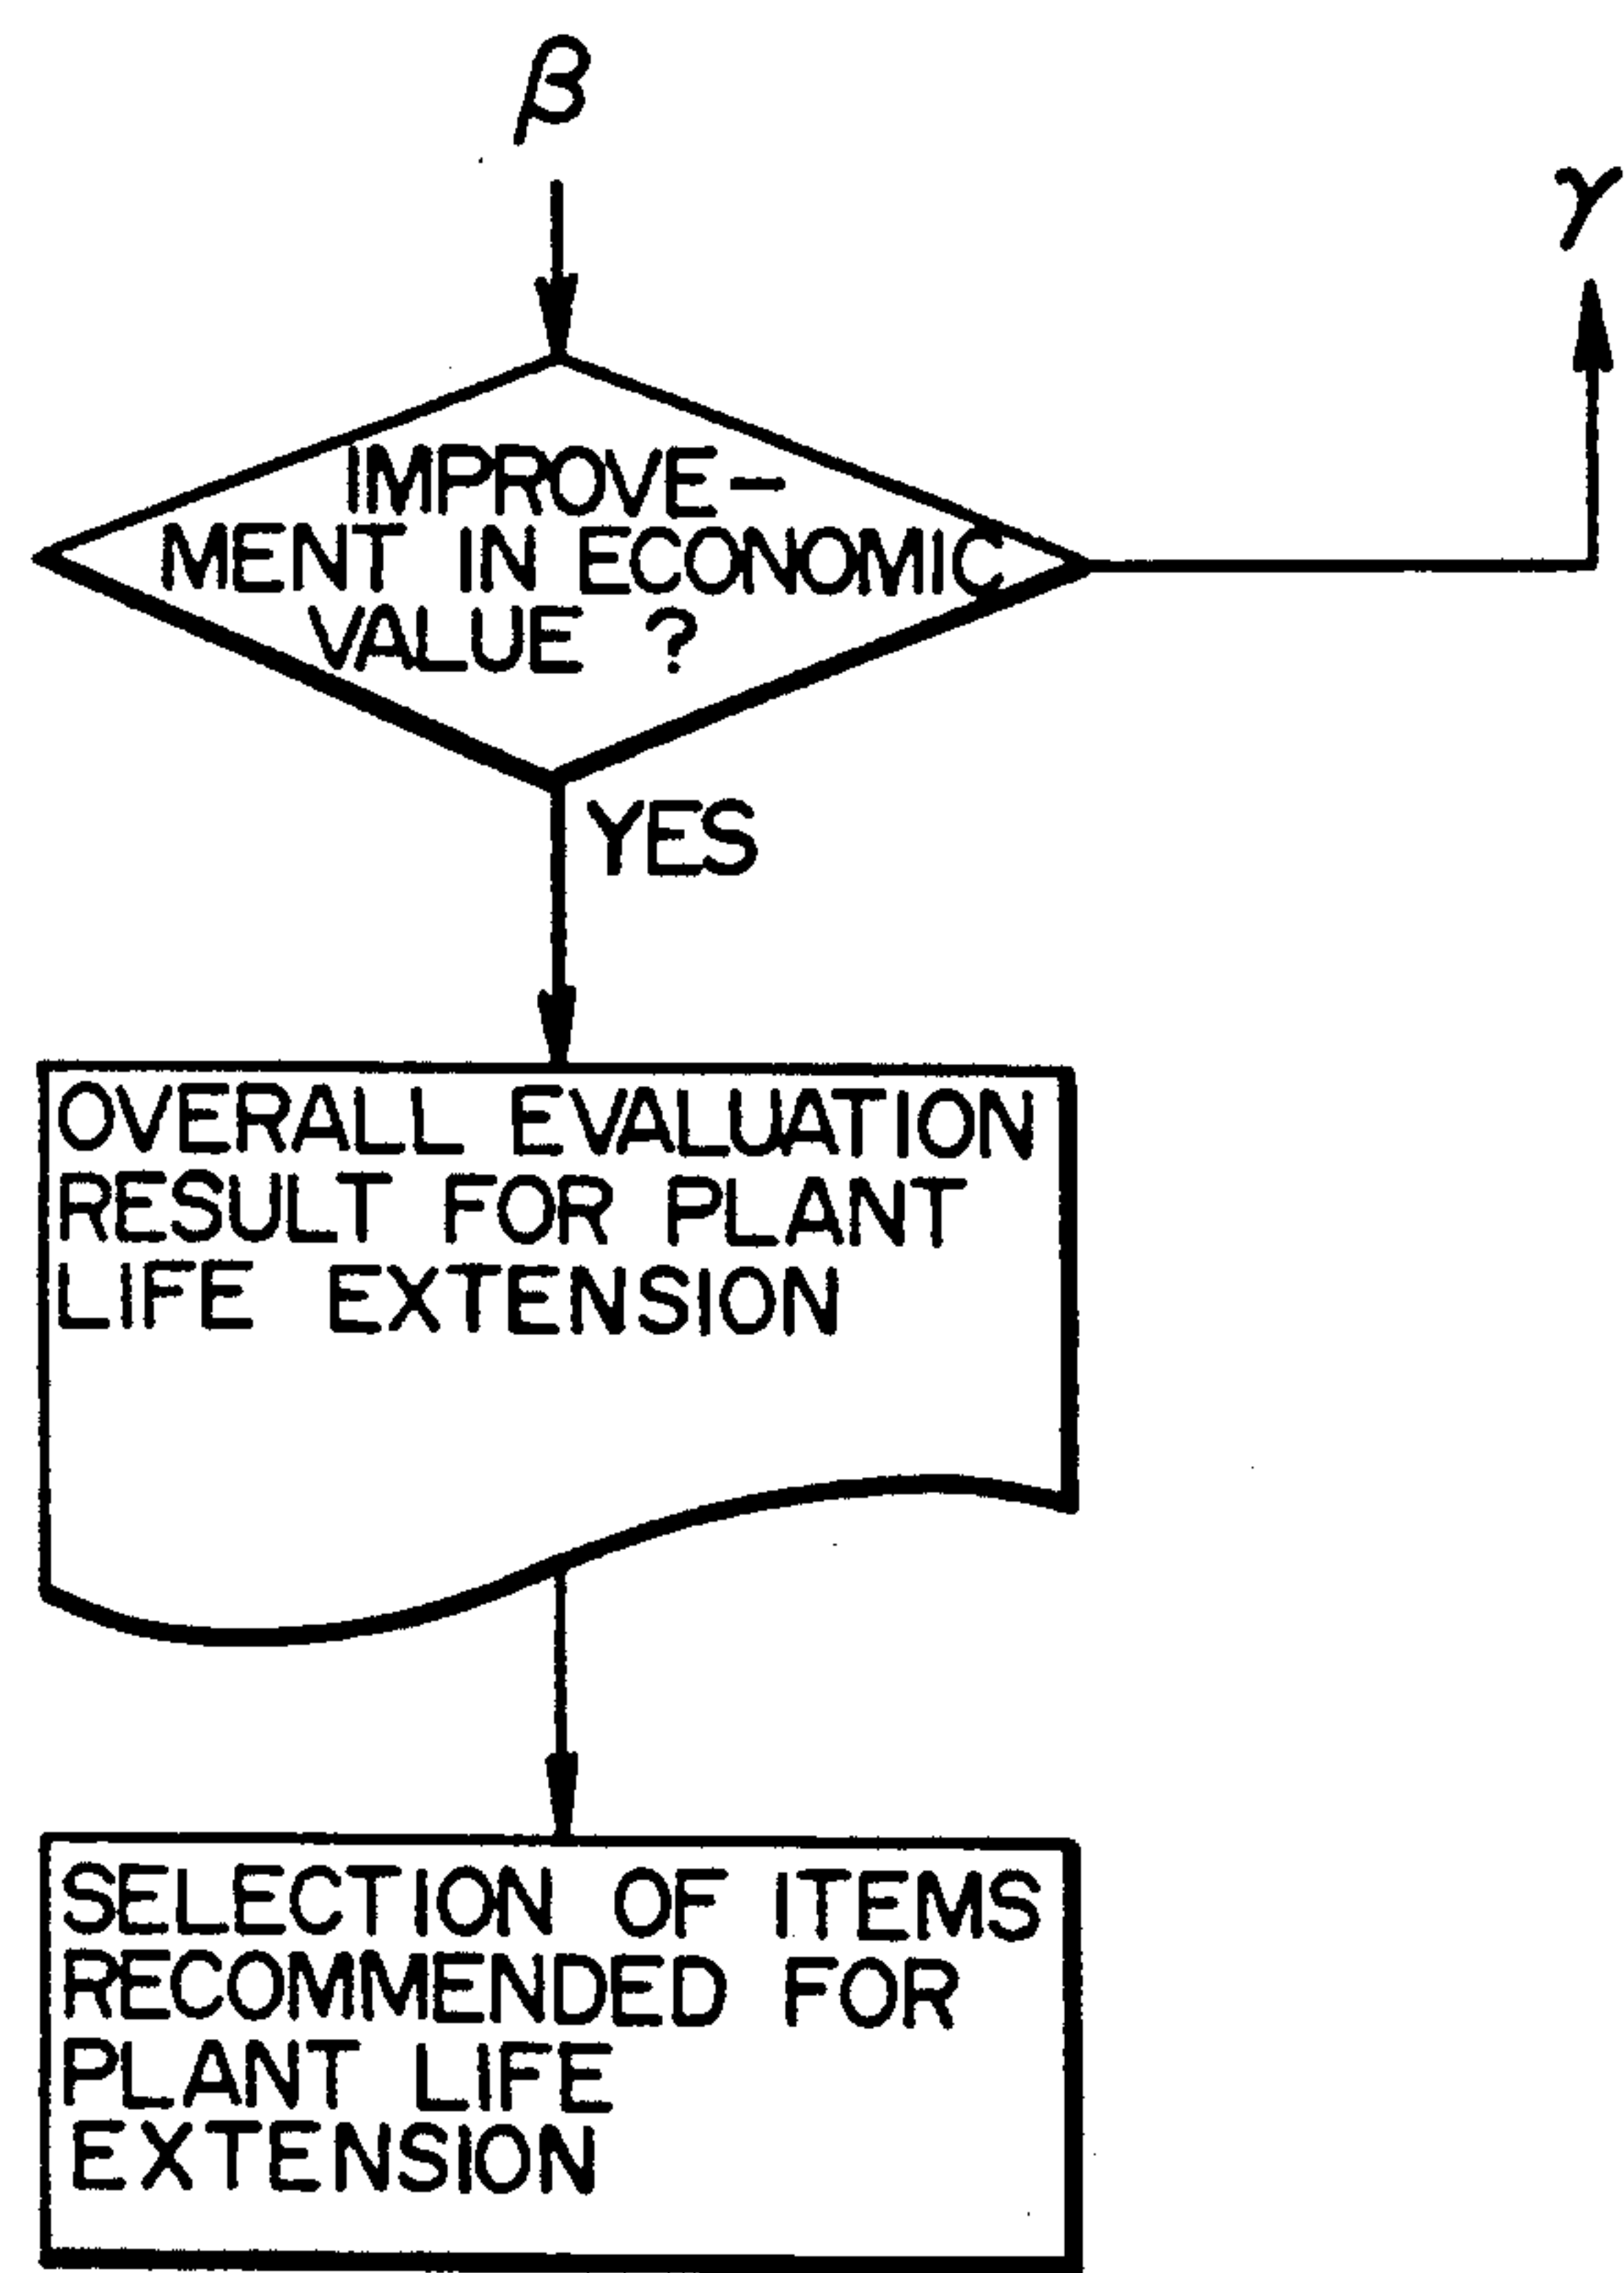 β
γ
IMPROVE-
MENT IN ECONOMIC
VALUE ?
YES
OVERALL EVALUATION
RESULT FOR PLANT
LIFE EXTENSION
SELECTION OF ITEMS
RECOMMENDED FOR
PLANT LIFE
EXTENSION